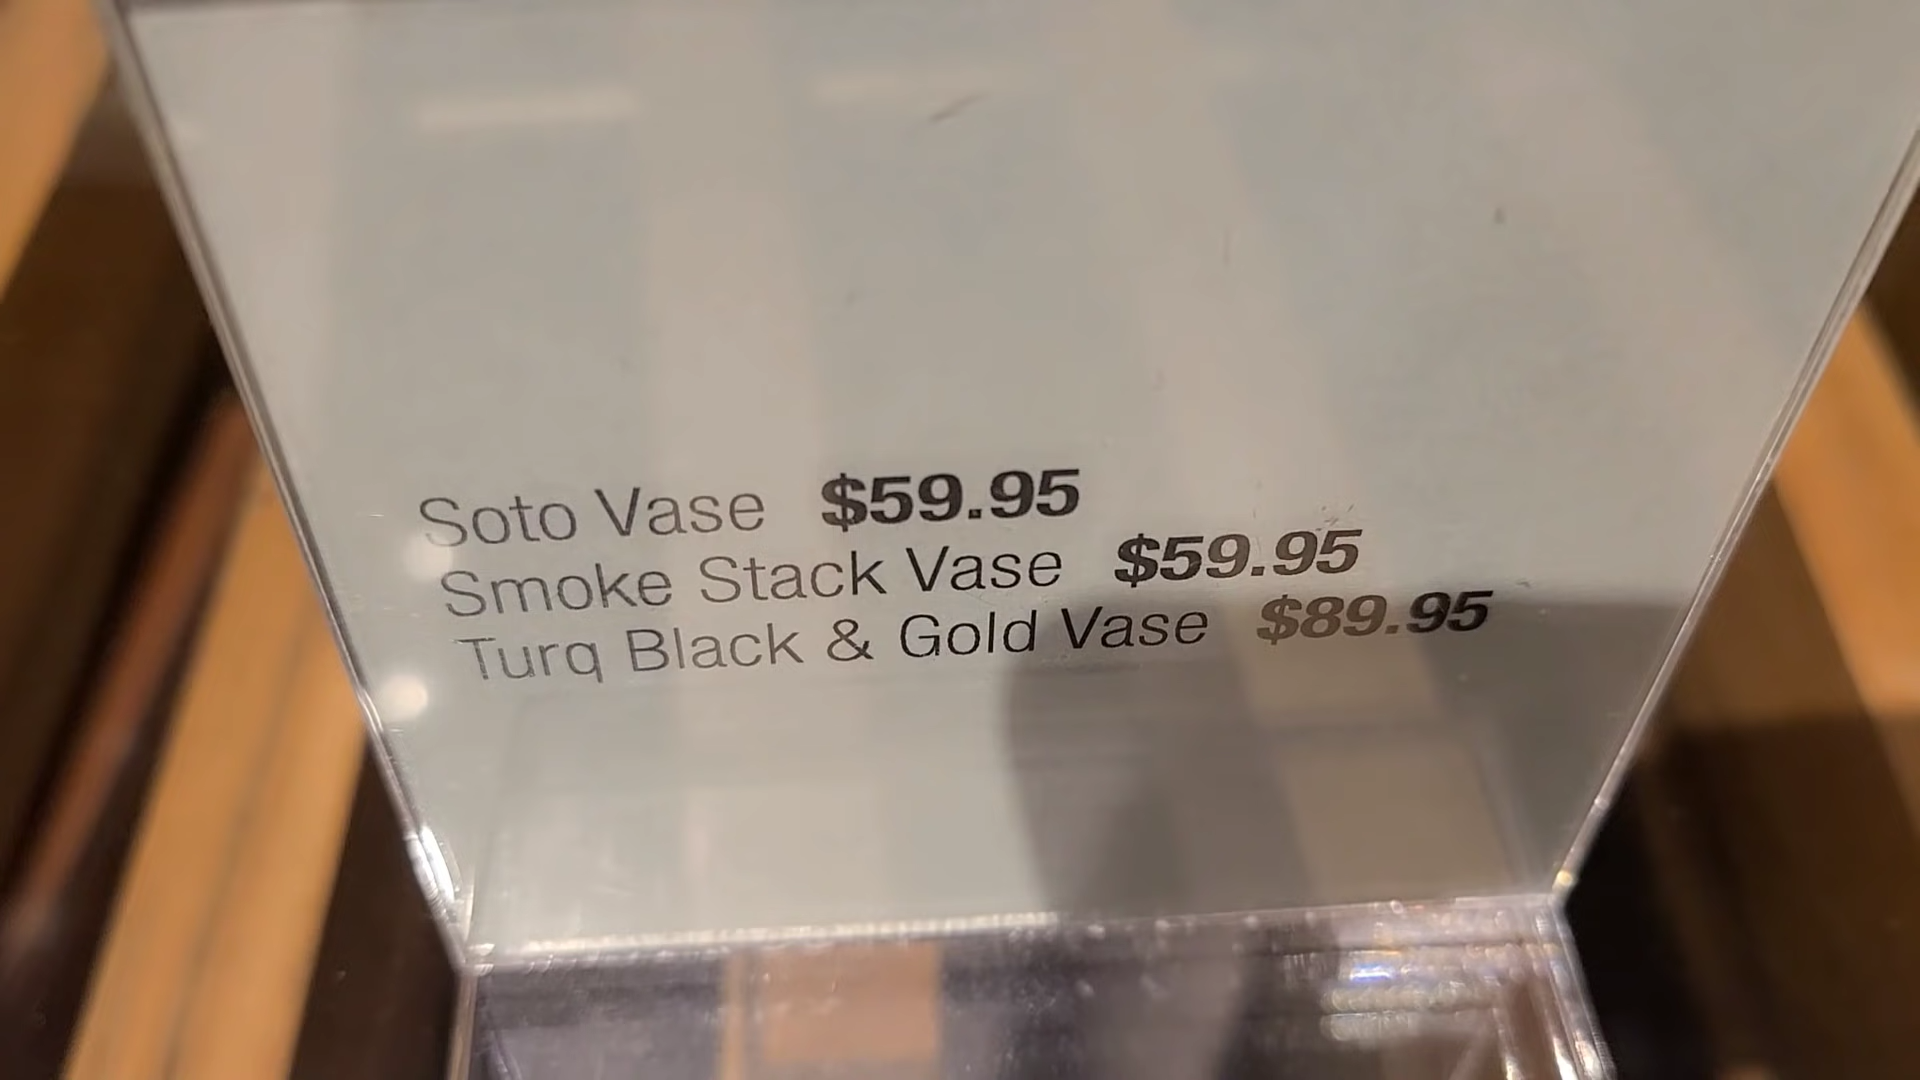 Soto Vase $59.95
Smoke Stack Vase $59.95
Turq Black & Gold Vase $89.95